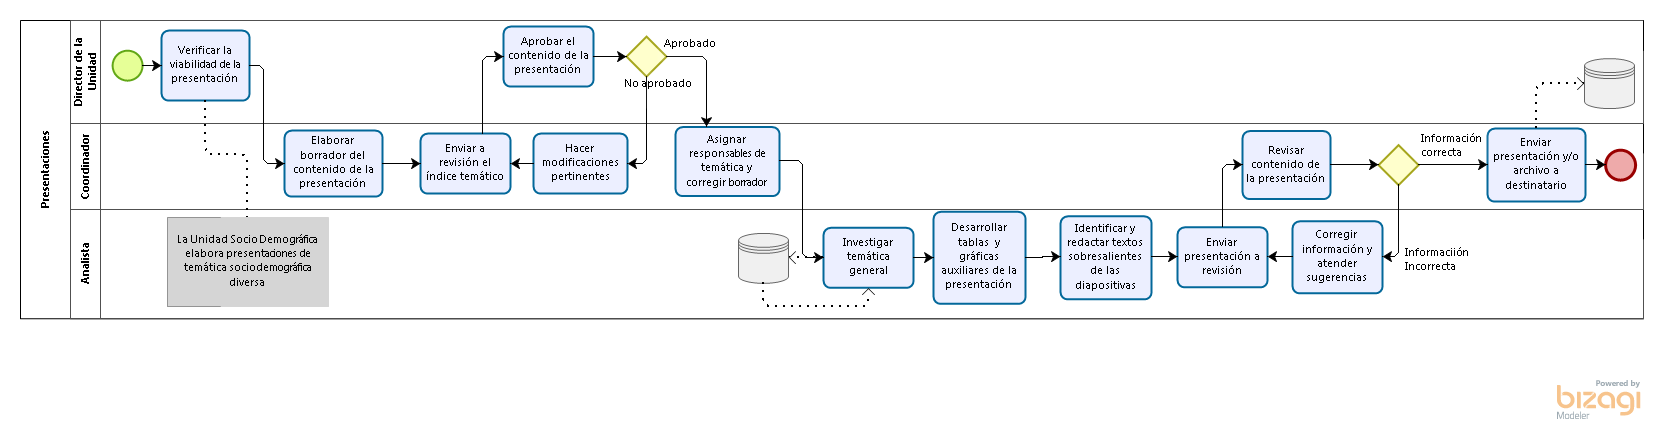 Presentaciones
Director de la
Unidad
Verificar la
viabilidad de la
presentación
Aprobar el
contenido de la
presentación
Aprobado
No aprobado
Coordinador
Elaborar
borrador del
contenido de la
presentación
Enviar a
revisión el
índice temático
Hacer
modificaciones
pertinentes
Asignar
responsables de
temática y
corregir borrador
Revisar
contenido de
la presentación
Información
correcta
Enviar
presentación y/o
archivo a
destinatario
Analista
La Unidad Socio Demográfica
elabora presentaciones de
temática sociodemográfica
diversa
Investigar
temática
general
Desarrollar
tablas y
gráficas
auxiliares de la
presentación
Identificar y
redactar textos
sobresalientes
de las
diapositivas
Enviar
presentación a
revisión
Corregir
información y
atender
sugerencias
Informaciión
Incorrecta
Powered by
bizagi
Modeler